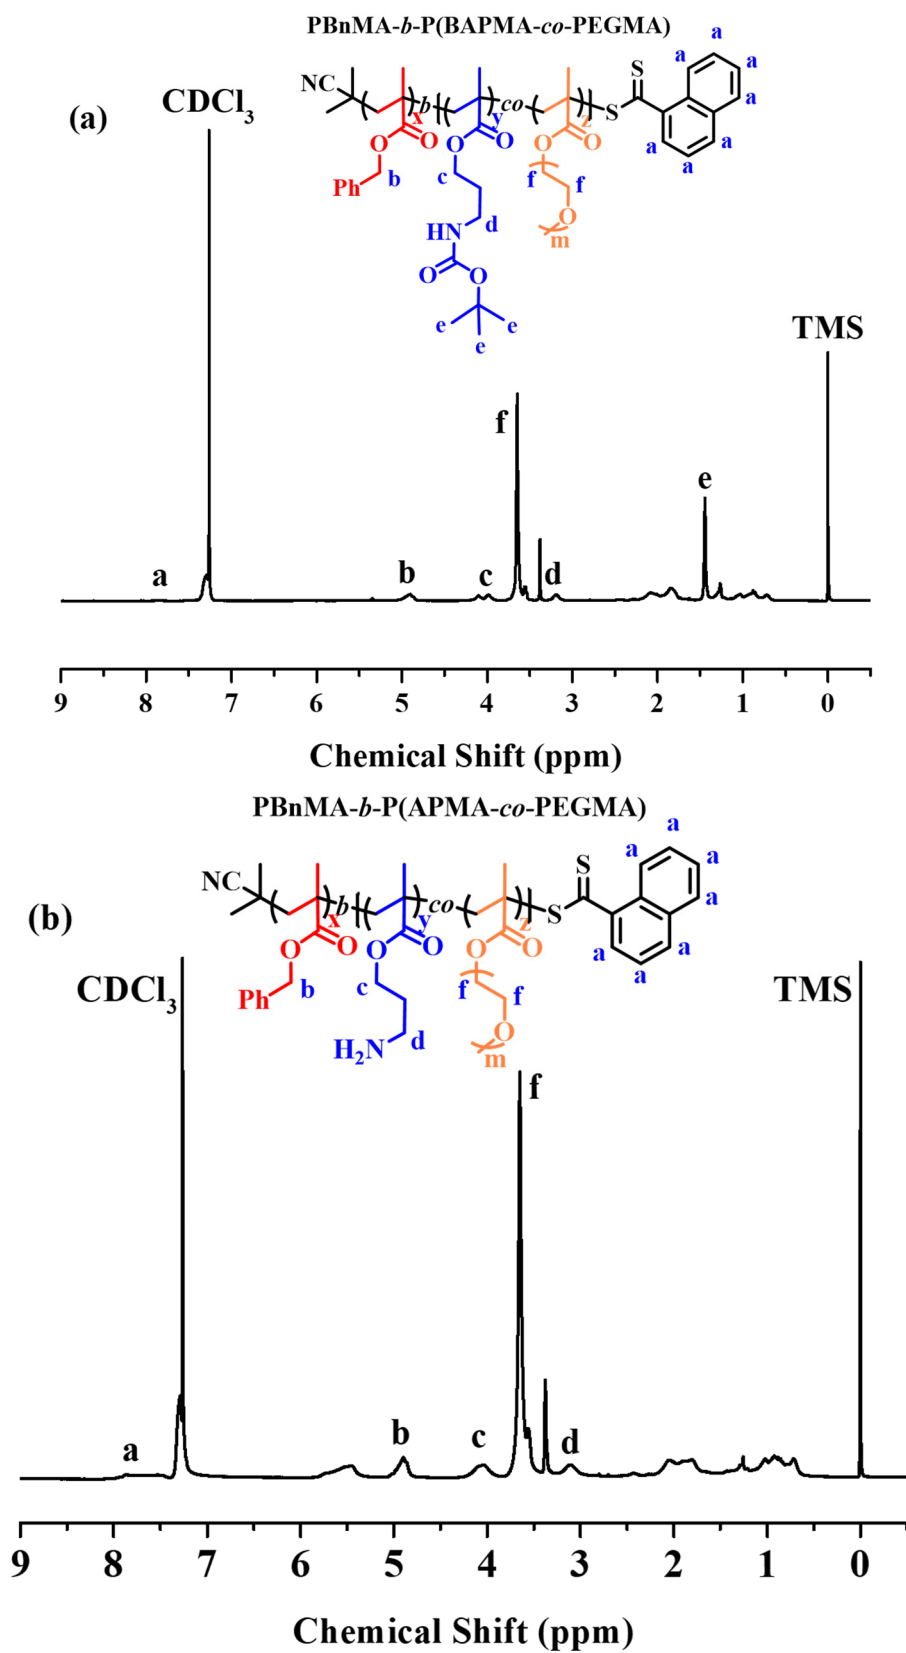 PBnMA-b-P(BAPMA-co-PEGMA)
(a)
CDCl3
NC
b
co
S
S
x
y
z
O
O
O
O
O
O
Ph
b
c
f
f
O
m
HN
d
O
O
e
e
e
a
a
a
a
a
a
a
TMS
f
e
a
b
c
d
9 8 7 6 5 4 3 2 1 0
Chemical Shift (ppm)
PBnMA-b-P(APMA-co-PEGMA)
(b)
CDCl3
NC
b
co
S
S
x
y
z
O
O
O
O
O
O
Ph
b
c
f
f
O
m
H2N
d
a
a
a
a
a
a
a
TMS
f
a
b
c
d
9 8 7 6 5 4 3 2 1 0
Chemical Shift (ppm)